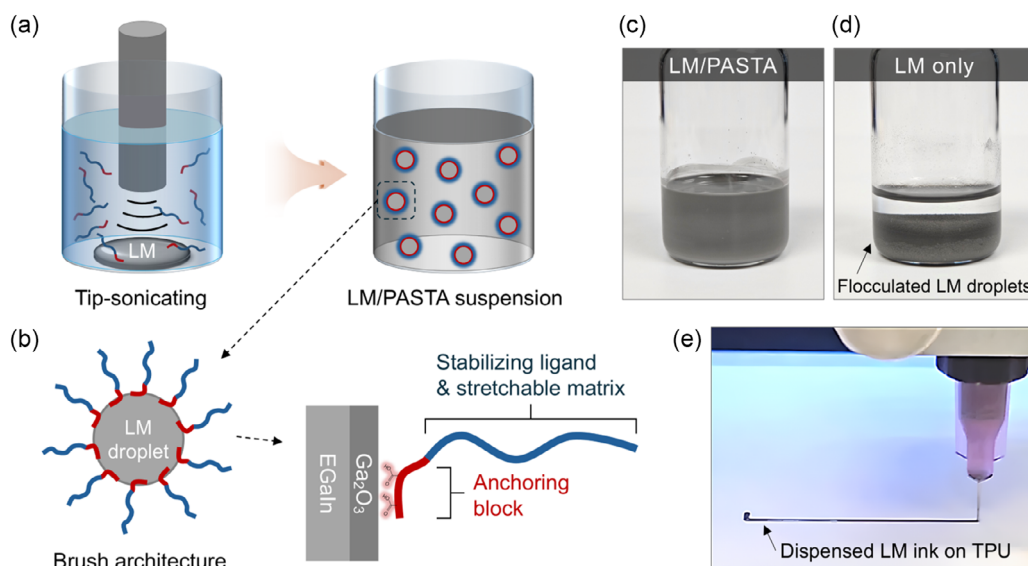 (a)
LM
Tip-sonicating
LM/PASTA suspension
(b)
LM
droplet
Brush architecture
EGaIn
Ga₂O₃
Stabilizing ligand
& stretchable matrix
Anchoring
block
(c)
LM/PASTA
(d)
LM only
Flocculated LM droplets
(e)
Dispensed LM ink on TPU